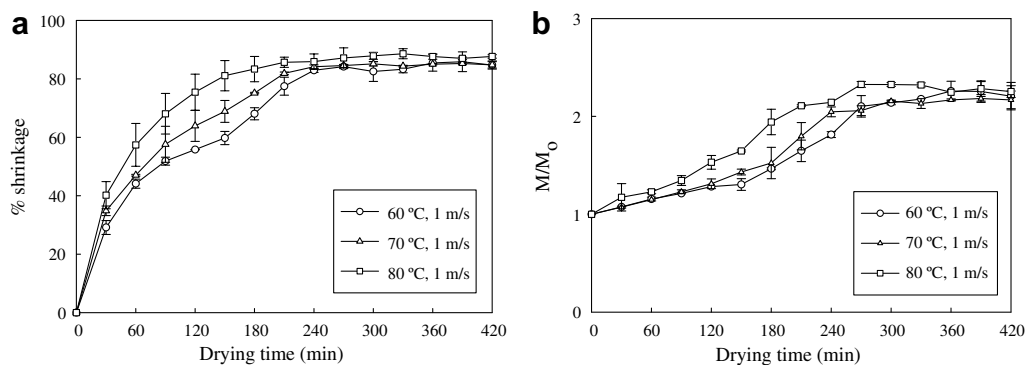 a
% shrinkage
100
80
60
40
20
0
0 60 120 180 240 300 360 420
Drying time (min)
60 ºC, 1 m/s
70 ºC, 1 m/s
80 ºC, 1 m/s
b
M/M₀
3
2
1
0
0 60 120 180 240 300 360 420
Drying time (min)
60 ºC, 1 m/s
70 ºC, 1 m/s
80 ºC, 1 m/s